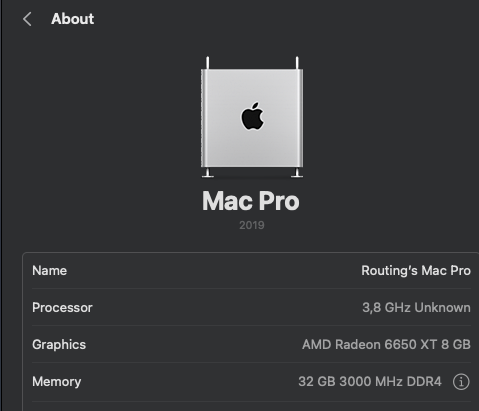 About
Mac Pro
2019
Name Routing’s Mac Pro
Processor 3,8 GHz Unknown
Graphics AMD Radeon 6650 XT 8 GB
Memory 32 GB 3000 MHz DDR4